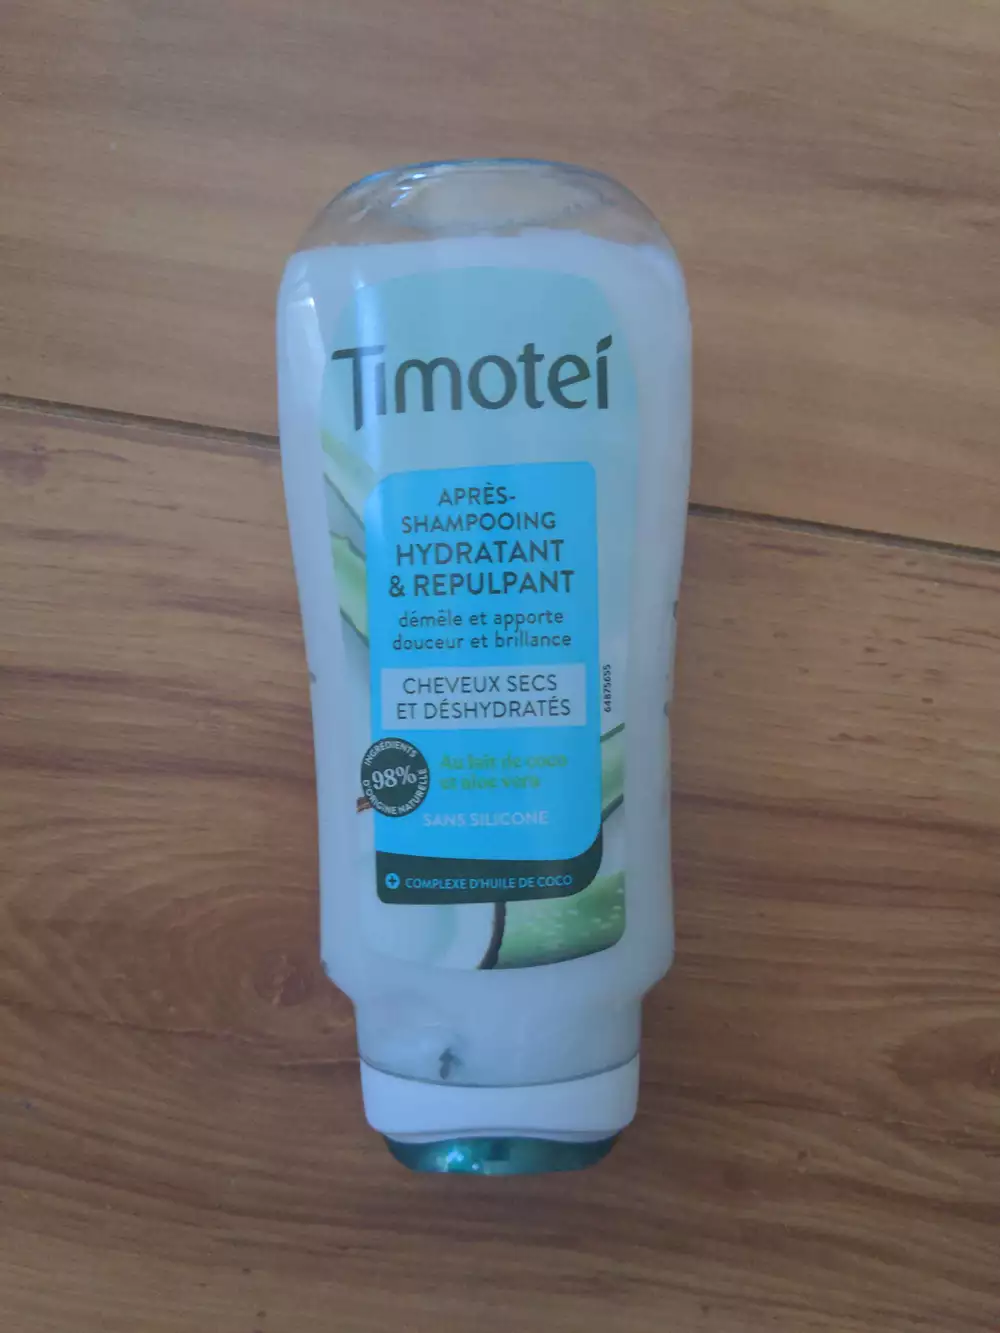 Timotei
APRÈS-
SHAMPOOING
HYDRATANT
& REPULPANT
démêle et apporte
douceur et brillance
CHEVEUX SECS
ET DÉSHYDRATÉS
INGRÉDIENTS
98%
D'ORIGINE NATURELLE
Au lait de coco
et aloe vera
SANS SILICONE
+ COMPLEXE D'HUILE DE COCO
64875655